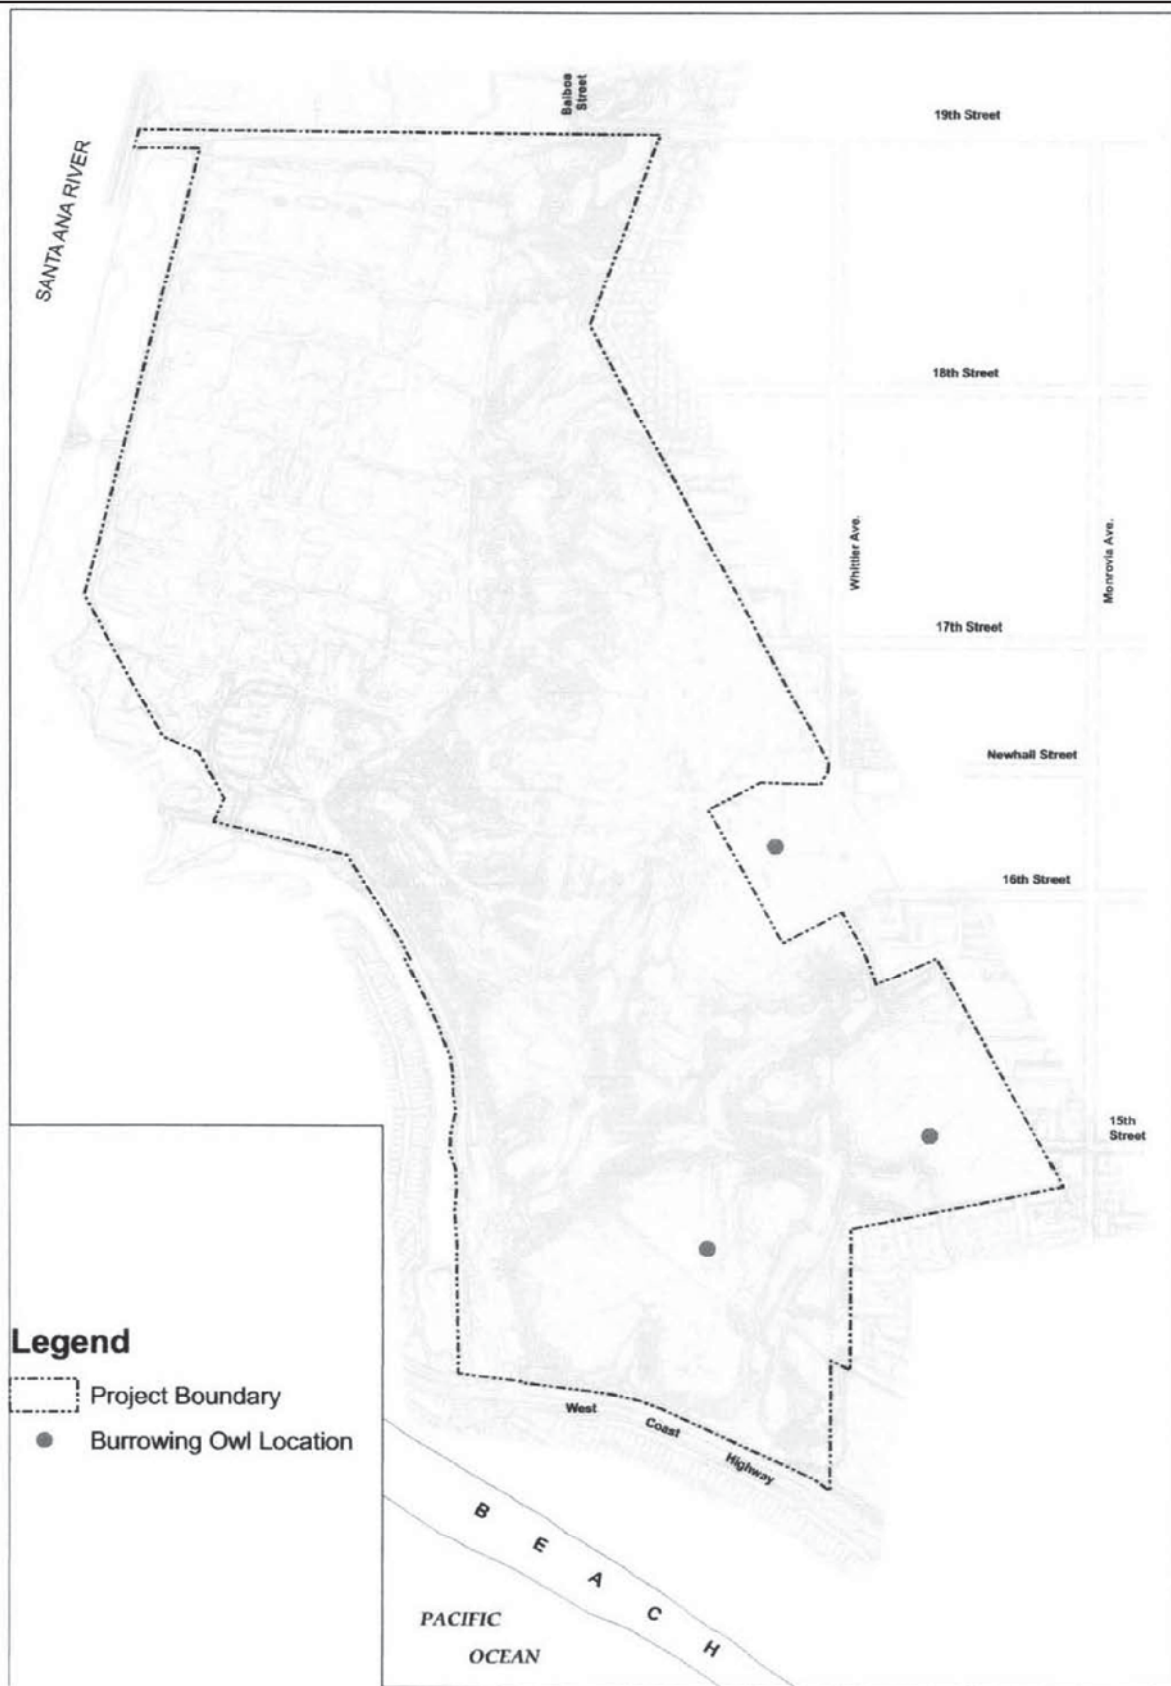 Balboa
Street
19th Street
SANTA ANA RIVER
18th Street
Whittier Ave.
Monrovia Ave.
17th Street
Newhall Street
16th Street
15th
Street
Legend
Project Boundary
Burrowing Owl Location
West
Coast
Highway
BEACH
PACIFIC
OCEAN